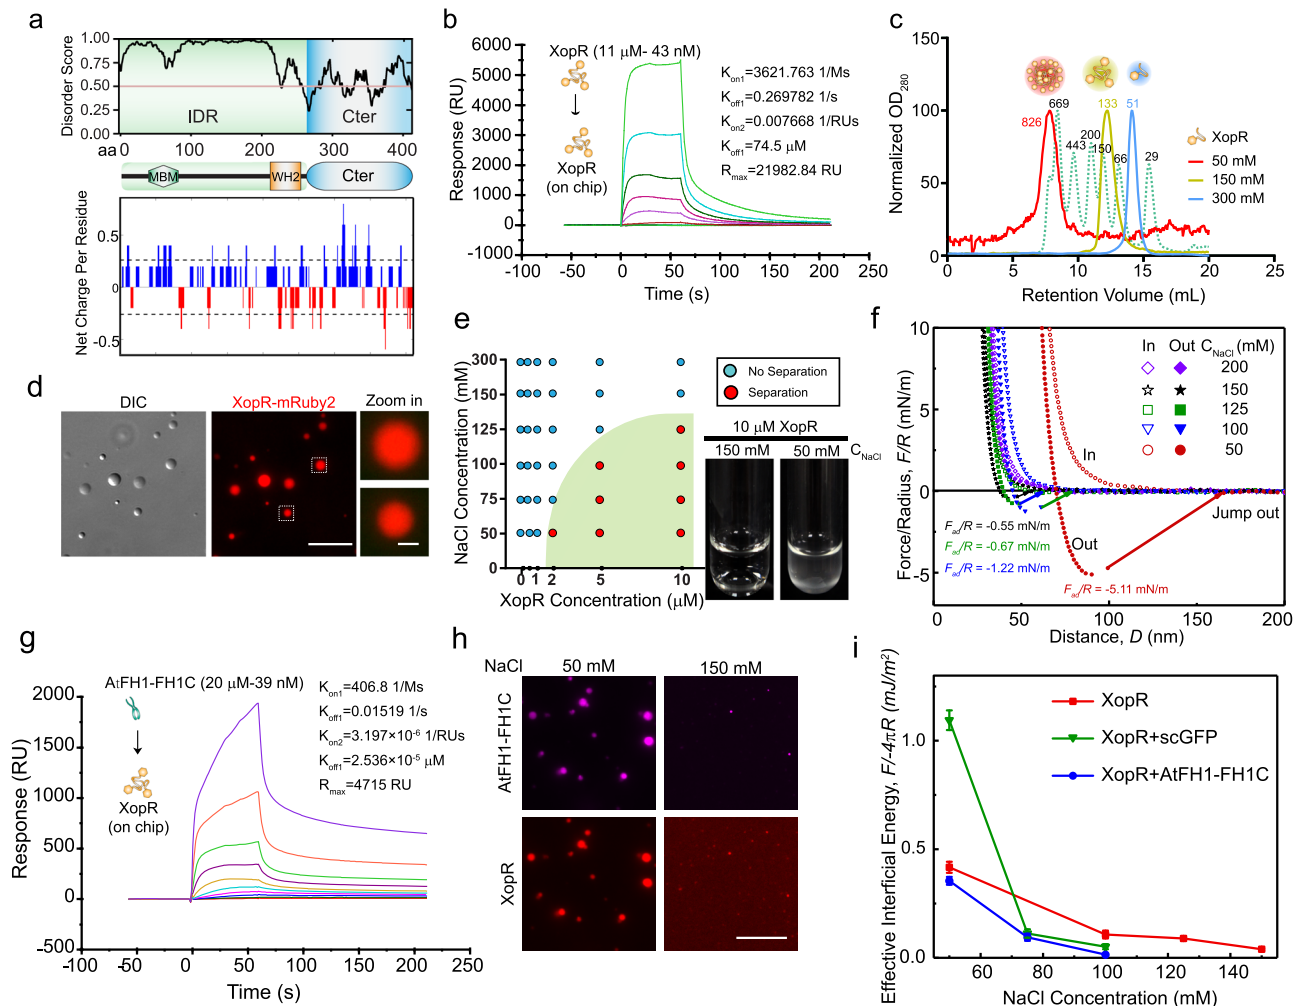 a
1.00
0.75
0.50
0.25
0.00
Disorder Score
IDR
Cter
aa
0
100
200
300
400
MBM
WH2
Cter
Net Charge Per Residue
0.5
0
-0.5
b
XopR (11 μM- 43 nM)
XopR
(on chip)
Kon1=3621.763 1/Ms
Koff1=0.269782 1/s
Kon2=0.007668 1/RUs
Koff1=74.5 μM
Rmax=21982.84 RU
Response (RU)
6000
5000
4000
3000
2000
1000
0
-1000
-100
-50
0
50
100
150
200
250
Time (s)
c
Normalized OD280
826
669
443
200
150
133
66
51
29
XopR
50 mM
150 mM
300 mM
0
5
10
15
20
25
Retention Volume (mL)
d
DIC
XopR-mRuby2
Zoom in
e
NaCl Concentration (mM)
300
150
125
100
75
50
0
0
1
2
5
10
XopR Concentration (μM)
No Separation
Separation
10 μM XopR
150 mM
50 mM
CNaCl
f
Force/Radius, F/R (mN/m)
10
5
0
−5
In
Out
CNaCl (mM)
200
150
125
100
50
In
Out
Jump out
Fad/R = -0.55 mN/m
Fad/R = -0.67 mN/m
Fad/R = -1.22 mN/m
Fad/R = -5.11 mN/m
0
50
100
150
200
Distance, D (nm)
g
AtFH1-FH1C (20 μM-39 nM)
XopR
(on chip)
Kon1=406.8 1/Ms
Koff1=0.01519 1/s
Kon2=3.197×10-6 1/RUs
Koff1=2.536×10-5 μM
Rmax=4715 RU
Response (RU)
2000
1500
1000
500
0
-500
-100
-50
0
50
100
150
200
250
Time (s)
h
NaCl
50 mM
150 mM
AtFH1-FH1C
XopR
i
Effective Interficial Energy, F/-4πR (mJ/m2)
1.0
0.5
0.0
XopR
XopR+scGFP
XopR+AtFH1-FH1C
60
80
100
120
140
NaCl Concentration (mM)